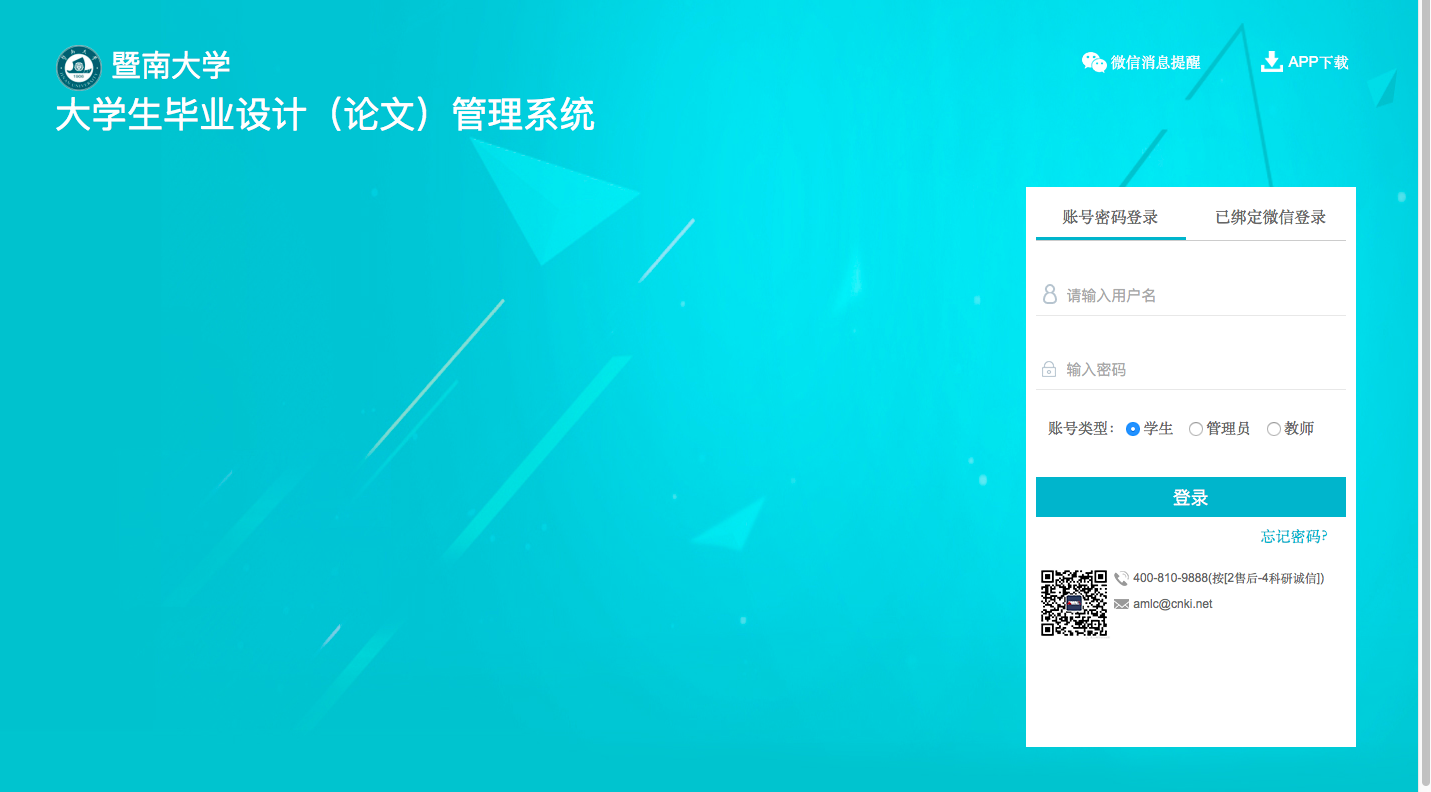 暨南大学
大学生毕业设计（论文）管理系统
微信消息提醒
APP下载
账号密码登录
已绑定微信登录
请输入用户名
输入密码
账号类型：
学生
管理员
教师
登录
忘记密码?
400-810-9888(按[2售后-4科研诚信])
amlc@cnki.net